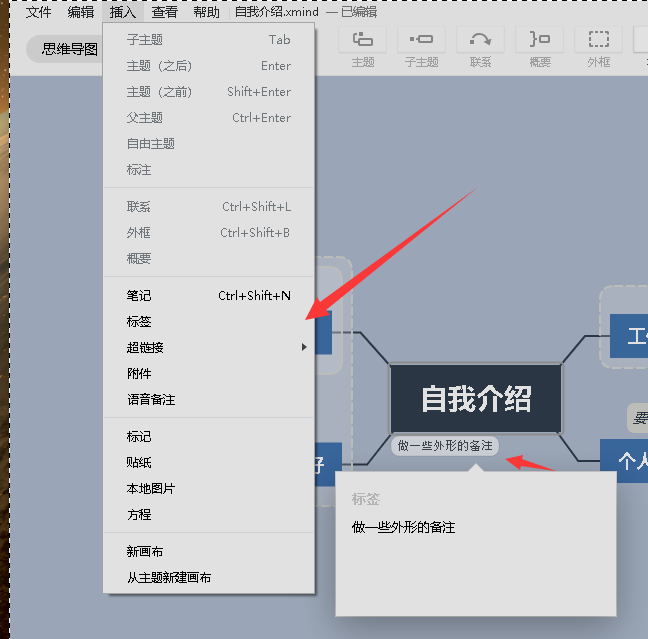 文件 编辑 插入 查看 帮助 自我介绍.xmind — 已编辑
思维导图
主题 子主题 联系 概要 外框
子主题 Tab
主题（之后） Enter
主题（之前） Shift+Enter
父主题 Ctrl+Enter
自由主题
标注
联系 Ctrl+Shift+L
外框 Ctrl+Shift+B
概要
笔记 Ctrl+Shift+N
标签
超链接
附件
语音备注
标记
贴纸
本地图片
方程
新画布
从主题新建画布
工
自我介绍
做一些外形的备注
要
好
个人
标签
做一些外形的备注